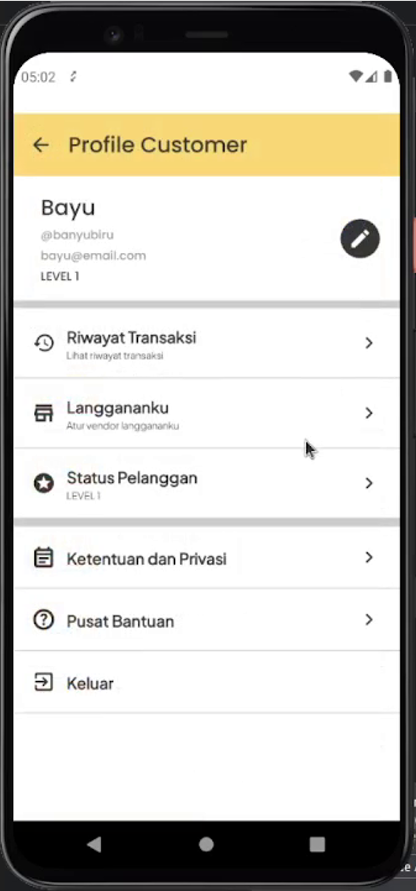 05:02
Profile Customer
Bayu
@banyubiru
bayu@email.com
LEVEL 1
Riwayat Transaksi
Lihat riwayat transaksi
Langgananku
Atur vendor langgananku
Status Pelanggan
LEVEL 1
Ketentuan dan Privasi
Pusat Bantuan
Keluar